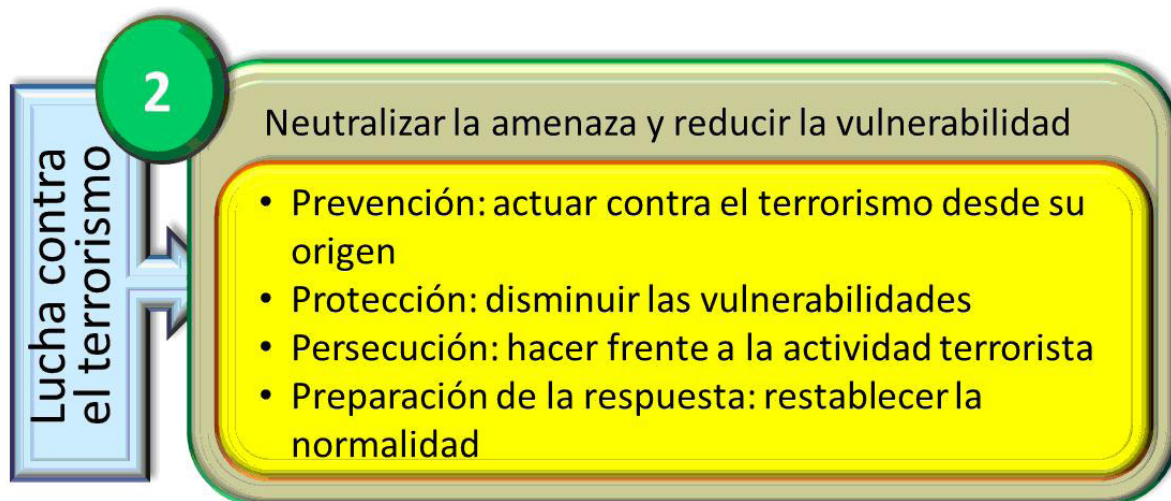 2
Lucha contra
el terrorismo
Neutralizar la amenaza y reducir la vulnerabilidad
• Prevención: actuar contra el terrorismo desde su
origen
• Protección: disminuir las vulnerabilidades
• Persecución: hacer frente a la actividad terrorista
• Preparación de la respuesta: restablecer la
normalidad